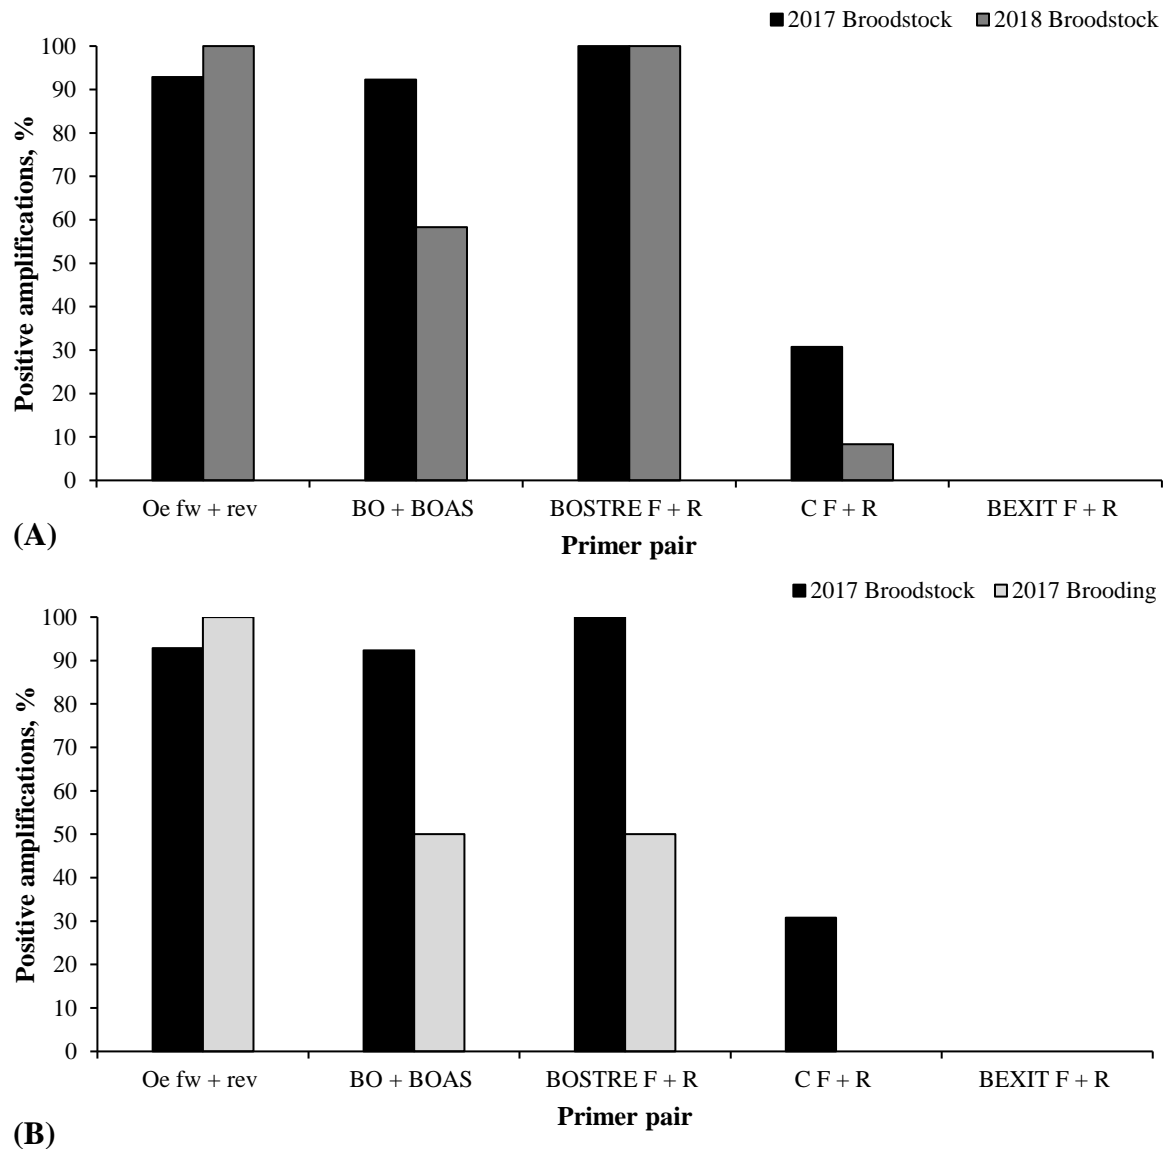 2017 Broodstock 2018 Broodstock
100
90
80
70
60
50
40
30
20
10
0
Positive amplifications, %
Oe fw + rev BO + BOAS BOSTRE F + R C F + R BEXIT F + R
(A)
Primer pair
2017 Broodstock 2017 Brooding
100
90
80
70
60
50
40
30
20
10
0
Positive amplifications, %
Oe fw + rev BO + BOAS BOSTRE F + R C F + R BEXIT F + R
Primer pair
(B)